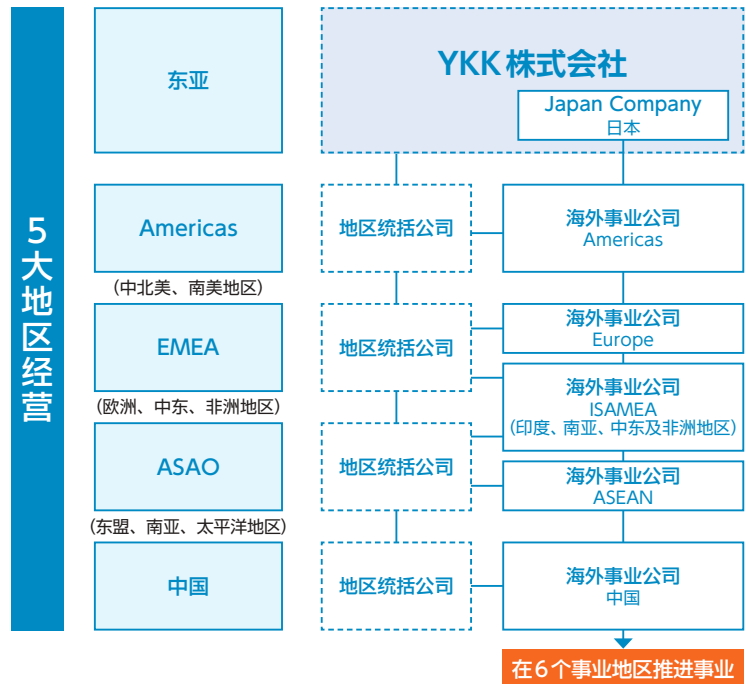 5大地区经营
东亚
YKK株式会社
Japan Company
日本
Americas
(中北美、南美地区)
地区统括公司
海外事业公司
Americas
EMEA
(欧洲、中东、非洲地区)
地区统括公司
海外事业公司
Europe
海外事业公司
ISAMEA
(印度、南亚、中东及非洲地区)
ASAO
(东盟、南亚、太平洋地区)
地区统括公司
海外事业公司
ASEAN
中国
地区统括公司
海外事业公司
中国
在6个事业地区推进事业